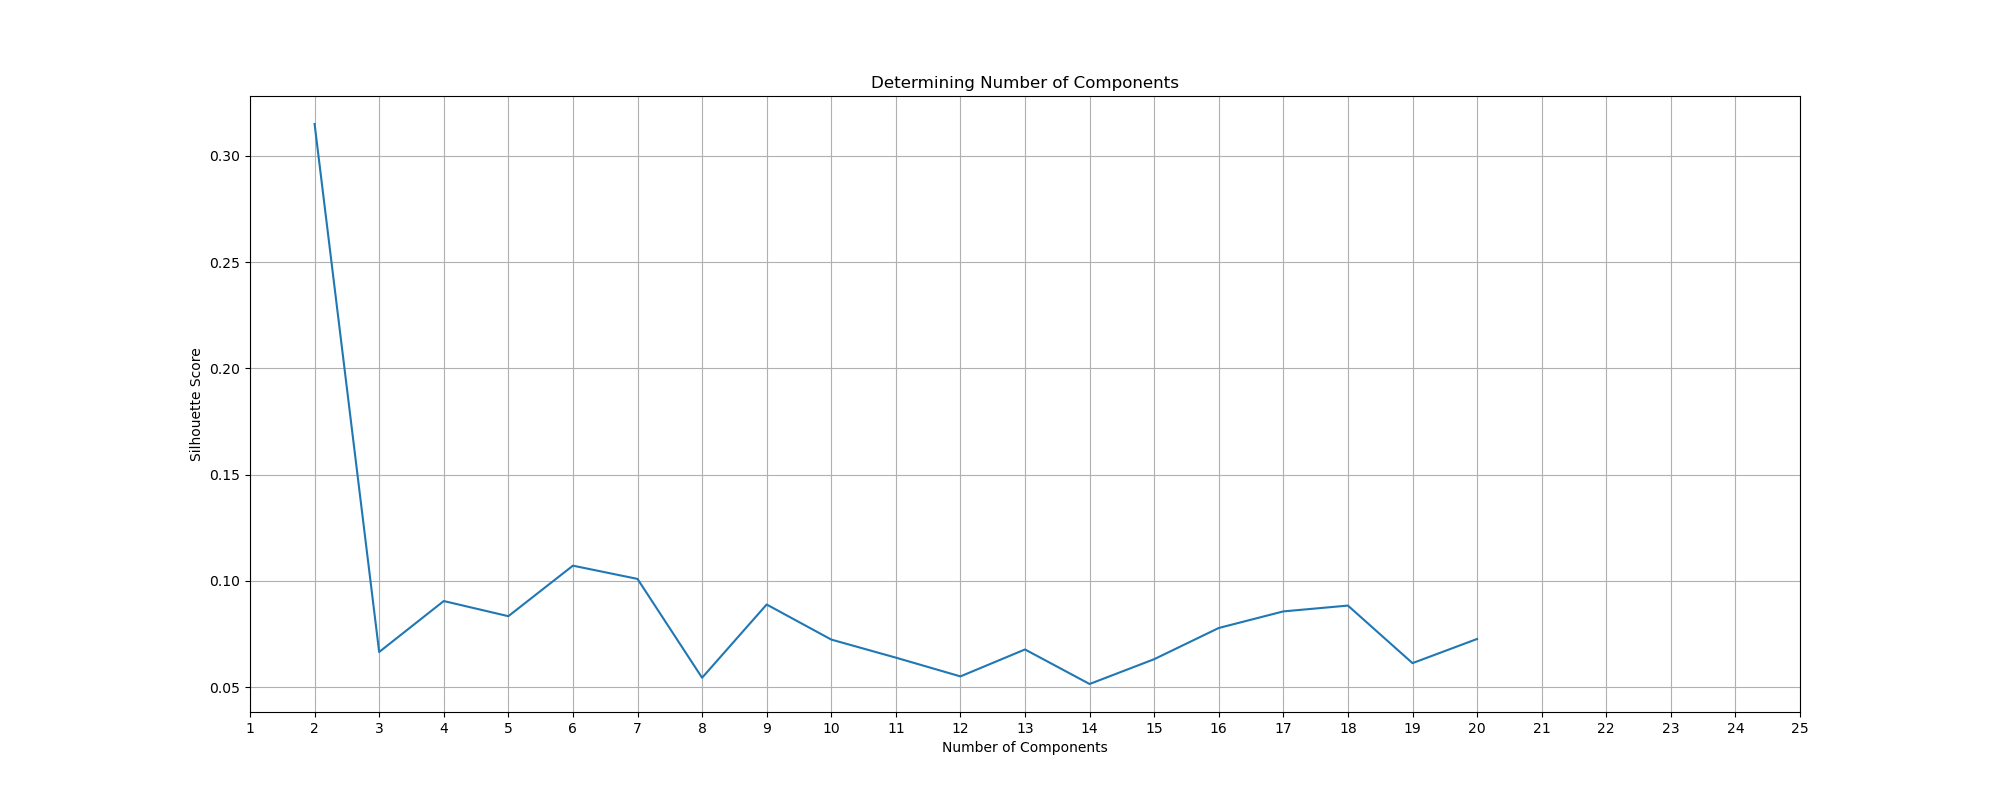 Determining Number of Components
Silhouette Score
0.30
0.25
0.20
0.15
0.10
0.05
1 2 3 4 5 6 7 8 9 10 11 12 13 14 15 16 17 18 19 20 21 22 23 24 25
Number of Components